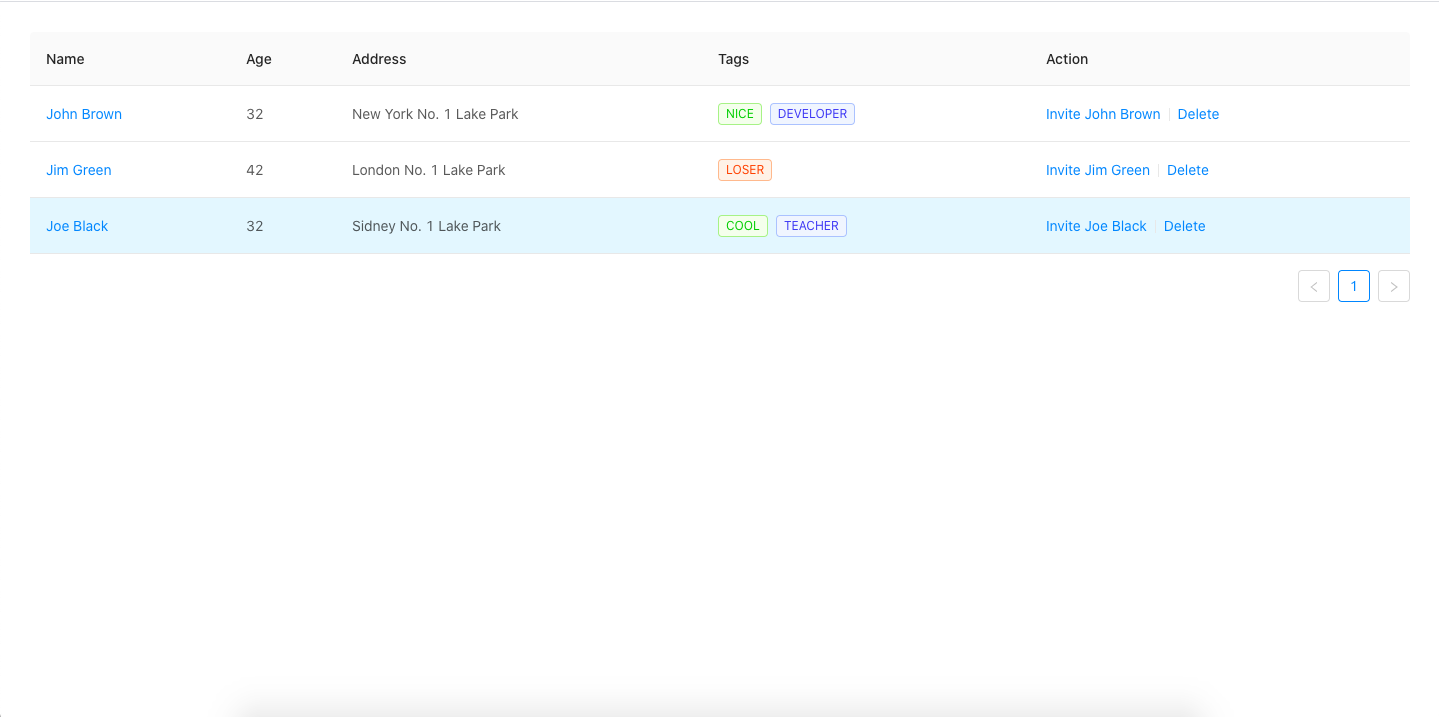 Name Age Address Tags Action
John Brown 32 New York No. 1 Lake Park NICE DEVELOPER Invite John Brown Delete
Jim Green 42 London No. 1 Lake Park LOSER Invite Jim Green Delete
Joe Black 32 Sidney No. 1 Lake Park COOL TEACHER Invite Joe Black Delete
< 1 >